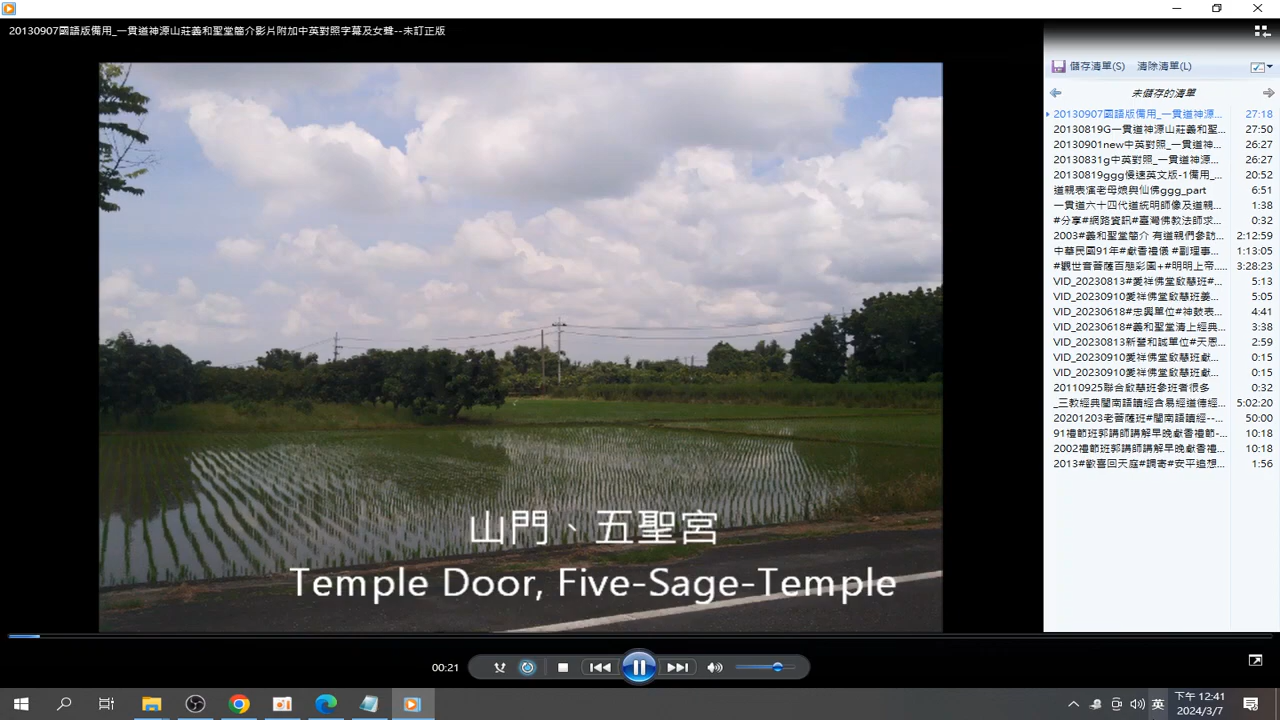 20130907國語版備用_一貫道神源山莊義和聖堂簡介影片附加中英對照字幕及女聲--未訂正版
儲存清單(S) 清除清單(L)
未儲存的清單
20130907國語版備用_一貫道神源... 27:18
20130819G一貫道神源山莊義和聖... 27:50
20130901new中英對照_一貫道神... 26:27
20130831g中英對照_一貫道神源... 26:27
20130819ggg慢速英文版-1備用_... 20:52
道親表演老母娘與仙佛ggg_part 6:51
一貫道六十四代道統明師像及道親... 1:38
#分享#網路資訊#臺灣佛教法師求... 0:32
2003#義和聖堂簡介 有道親們參訪... 2:12:59
中華民國91年#獻香禮儀 #副理事... 1:13:05
#觀世音菩薩百態彩圖+#明明上帝.... 3:28:23
VID_20230813#愛祥佛堂啟慧班#... 5:13
VID_20230910愛祥佛堂啟慧班姜... 5:05
VID_20230618#忠興單位#神鼓表... 4:41
VID_20230618#義和聖堂清上經典... 3:38
VID_20230813新營和誠單位#天恩... 2:59
VID_20230910愛祥佛堂啟慧班獻... 0:15
VID_20230910愛祥佛堂啟慧班獻... 0:15
20110925聯合啟慧班參班者很多 0:32
_三教經典閩南語讀經含易經道德經... 5:02:20
20201203老菩薩班#閩南語讀經--... 50:00
91禮節班郭講師講解早晚獻香禮節-... 10:18
2002禮節班郭講師講解早晚獻香禮... 10:18
2013#歡喜回天庭#調寄#安平追想... 1:56
山門、五聖宮
Temple Door, Five-Sage-Temple
00:21
英
下午 12:41
2024/3/7